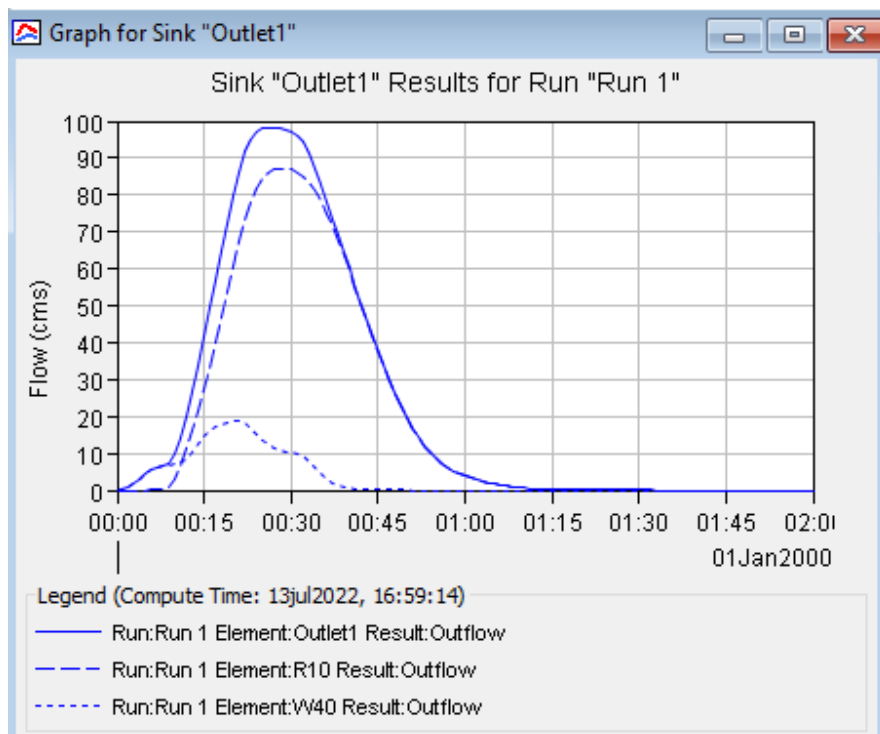 Graph for Sink "Outlet1"
Sink "Outlet1" Results for Run "Run 1"
100
90
80
70
60
50
40
30
20
10
0
Flow (cms)
00:00 00:15 00:30 00:45 01:00 01:15 01:30 01:45 02:0
01Jan2000
Legend (Compute Time: 13jul2022, 16:59:14)
Run:Run 1 Element:Outlet1 Result:Outflow
Run:Run 1 Element:R10 Result:Outflow
Run:Run 1 Element:W40 Result:Outflow